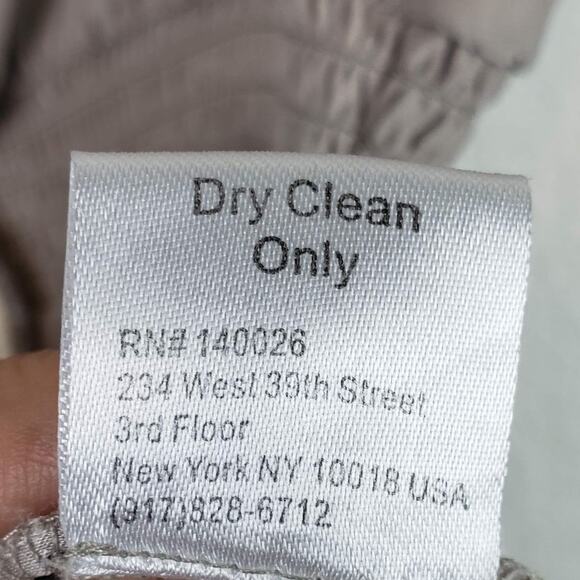 Dry Clean
Only
RN# 140026
234 West 39th Street
3rd Floor
New York NY 10018 USA
(917)828-6712